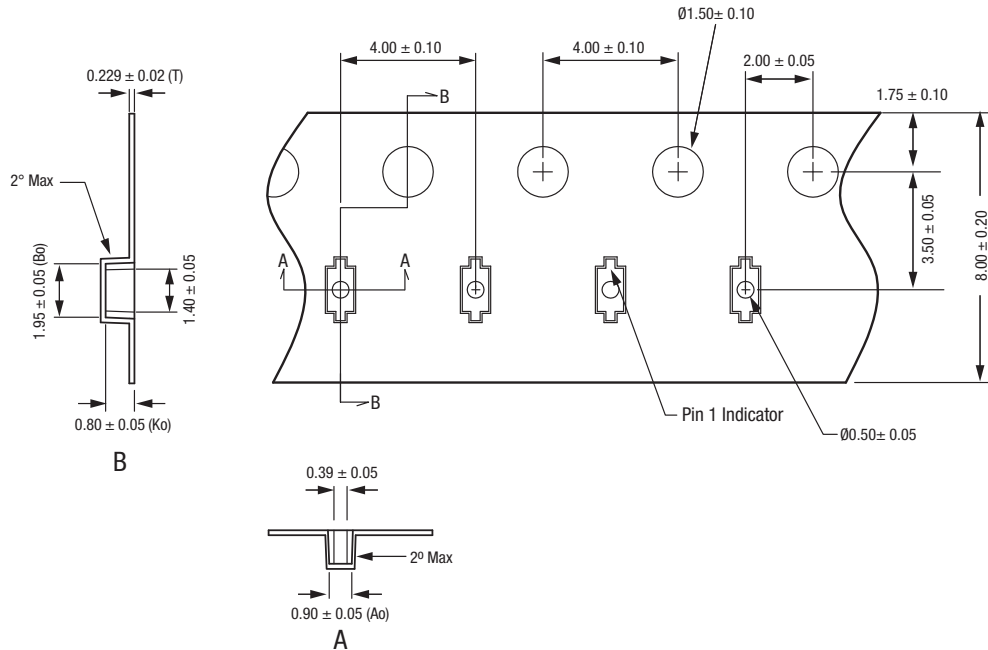 Ø1.50± 0.10
4.00 ± 0.10
4.00 ± 0.10
2.00 ± 0.05
0.229 ± 0.02 (T)
B
1.75 ± 0.10
2° Max
3.50 ± 0.05
8.00 ± 0.20
A
A
1.95 ± 0.05 (Bo)
1.40 ± 0.05
B
Pin 1 Indicator
0.80 ± 0.05 (Ko)
Ø0.50± 0.05
B
0.39 ± 0.05
2º Max
0.90 ± 0.05 (Ao)
A